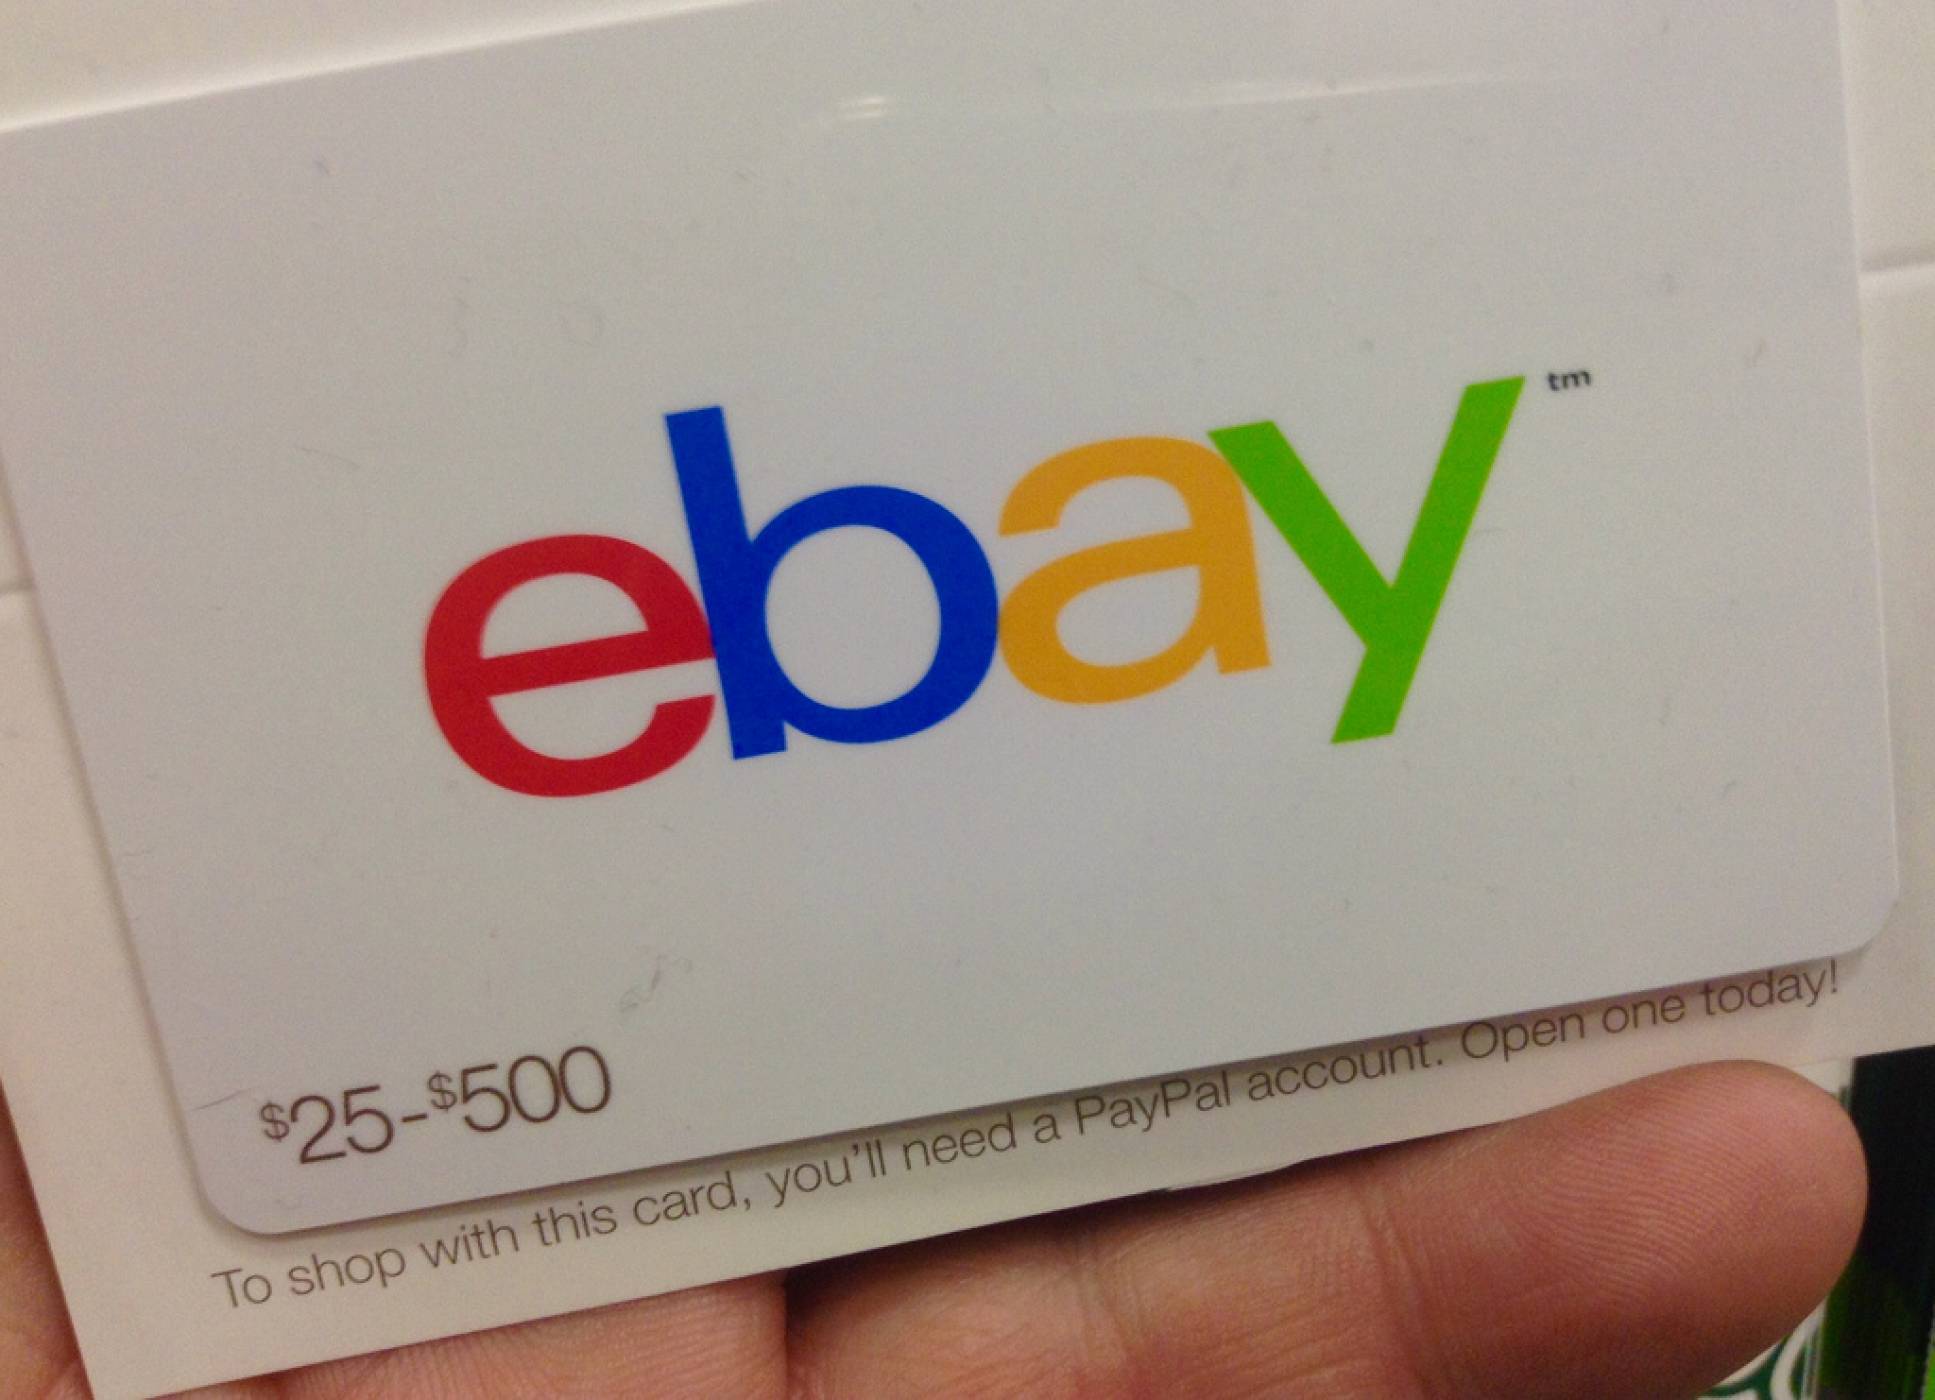 ebay tm
$25-$500
To shop with this card, you'll need a PayPal account. Open one today!